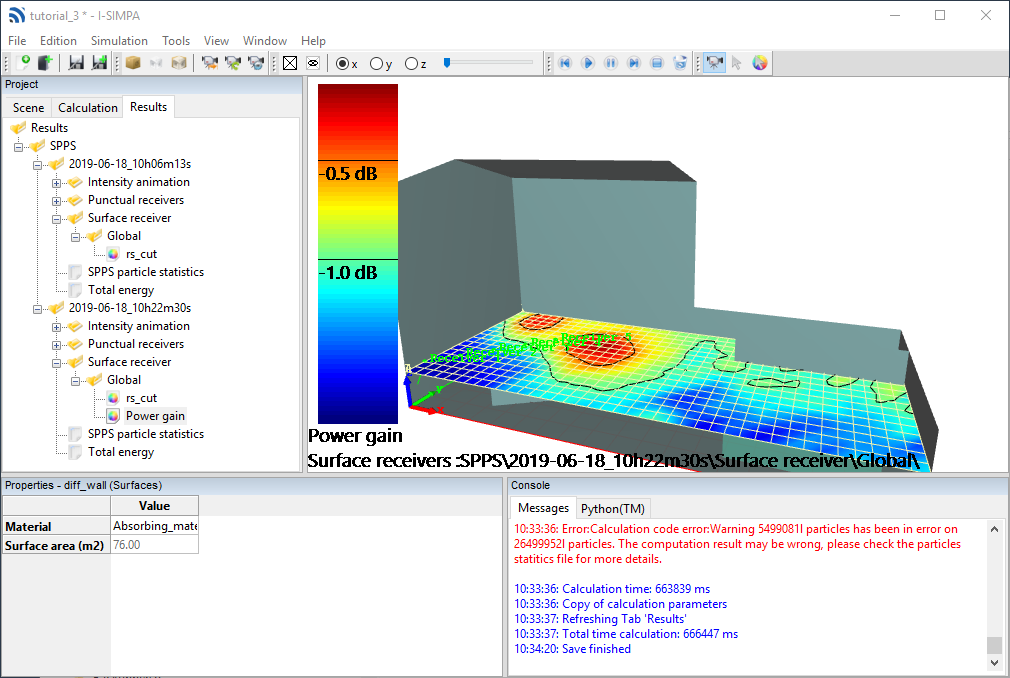 tutorial_3 * - I-SIMPA
File Edition Simulation Tools View Window Help
x y z
Project
Scene Calculation Results
Results
SPPS
2019-06-18_10h06m13s
Intensity animation
Punctual receivers
Surface receiver
Global
rs_cut
SPPS particle statistics
Total energy
2019-06-18_10h22m30s
Intensity animation
Punctual receivers
Surface receiver
Global
rs_cut
Power gain
SPPS particle statistics
Total energy
-0.5 dB
-1.0 dB
Power gain
Surface receivers :SPPS\2019-06-18_10h22m30s\Surface receiver\Global\
Properties - diff_wall (Surfaces)
Value
Material Absorbing_mate
Surface area (m2) 76.00
Console
Messages Python(TM)
10:33:36: Error:Calculation code error:Warning 5499081l particles has been in error on
26499952l particles. The computation result may be wrong, please check the particles
statitics file for more details.
10:33:36: Calculation time: 663839 ms
10:33:36: Copy of calculation parameters
10:33:37: Refreshing Tab 'Results'
10:33:37: Total time calculation: 666447 ms
10:34:20: Save finished